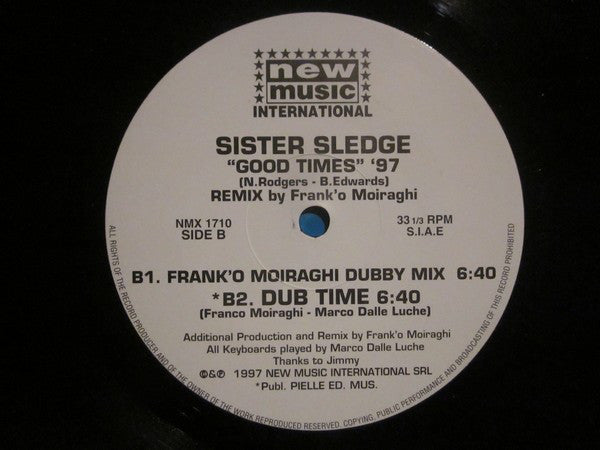 new
music
INTERNATIONAL
SISTER SLEDGE
"GOOD TIMES" '97
(N.Rodgers - B.Edwards)
REMIX by Frank'o Moiraghi
NMX 1710
SIDE B
33 1/3 RPM
S.I.A.E
B1. FRANK'O MOIRAGHI DUBBY MIX 6:40
*B2. DUB TIME 6:40
(Franco Moiraghi - Marco Dalle Luche)
Additional Production and Remix by Frank'o Moiraghi
All Keyboards played by Marco Dalle Luche
Thanks to Jimmy
©&℗ 1997 NEW MUSIC INTERNATIONAL SRL
*Publ. PIELLE ED. MUS.
ALL RIGHTS OF THE RECORD MANUFACTURER AND OF THE OWNER OF THE WORK REPRODUCED RESERVED. COPYING, PUBLIC PERFORMANCE AND BROADCASTING OF THIS RECORD PROHIBITED